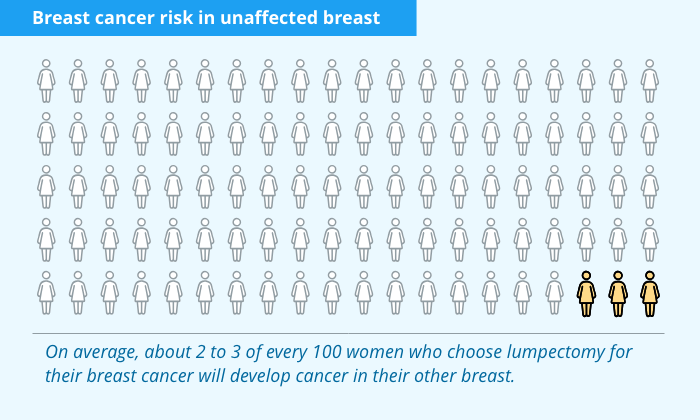 Breast cancer risk in unaffected breast
On average, about 2 to 3 of every 100 women who choose lumpectomy for
their breast cancer will develop cancer in their other breast.